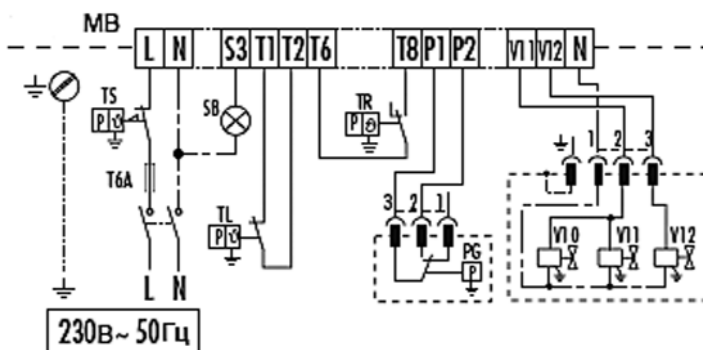 MB
L N S3 T1 T2 T6 T8 P1 P2 V11 V12 N
TS
P
SB
TR
P
1 2 3
T6A
TL
P
3 2 1
PG
P
V10 V11 V12
L N
230В~ 50Гц